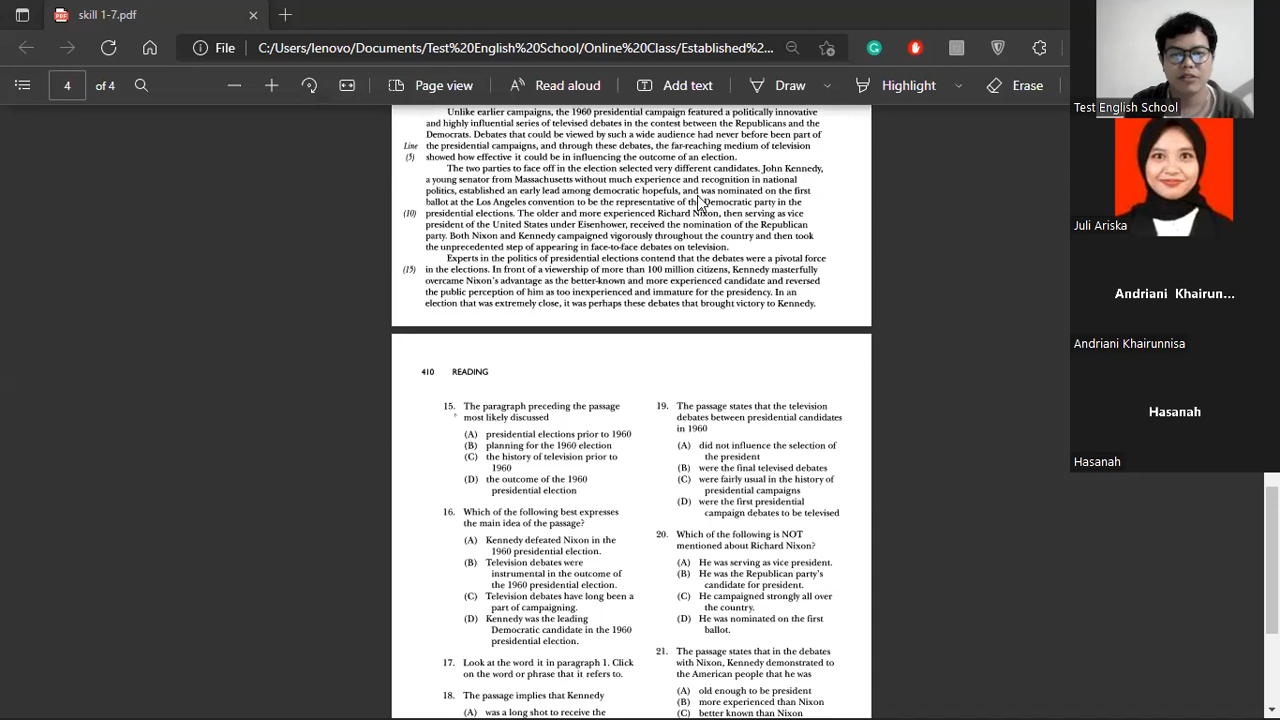 skill 1-7.pdf
File
C:/Users/lenovo/Documents/Test%20English%20School/Online%20Class/Established%2...
4
of 4
Page view
Read aloud
Add text
Draw
Highlight
Erase
Unlike earlier campaigns, the 1960 presidential campaign featured a politically innovative
and highly influential series of televised debates in the contest between the Republicans and the
Democrats. Debates that could be viewed by such a wide audience had never before been part of
Line the presidential campaigns, and through these debates, the far-reaching medium of television
(5) showed how effective it could be in influencing the outcome of an election.
The two parties to face off in the election selected very different candidates. John Kennedy,
a young senator from Massachusetts without much experience and recognition in national
politics, established an early lead among democratic hopefuls, and was nominated on the first
ballot at the Los Angeles convention to be the representative of the Democratic party in the
(10) presidential elections. The older and more experienced Richard Nixon, then serving as vice
president of the United States under Eisenhower, received the nomination of the Republican
party. Both Nixon and Kennedy campaigned vigorously throughout the country and then took
the unprecedented step of appearing in face-to-face debates on television.
Experts in the politics of presidential elections contend that the debates were a pivotal force
(15) in the elections. In front of a viewership of more than 100 million citizens, Kennedy masterfully
overcame Nixon's advantage as the better-known and more experienced candidate and reversed
the public perception of him as too inexperienced and immature for the presidency. In an
election that was extremely close, it was perhaps these debates that brought victory to Kennedy.
410 READING
15. The paragraph preceding the passage
most likely discussed
(A) presidential elections prior to 1960
(B) planning for the 1960 election
(C) the history of television prior to
1960
(D) the outcome of the 1960
presidential election
16. Which of the following best expresses
the main idea of the passage?
(A) Kennedy defeated Nixon in the
1960 presidential election.
(B) Television debates were
instrumental in the outcome of
the 1960 presidential election.
(C) Television debates have long been a
part of campaigning.
(D) Kennedy was the leading
Democratic candidate in the 1960
presidential election.
17. Look at the word it in paragraph 1. Click
on the word or phrase that it refers to.
18. The passage implies that Kennedy
(A) was a long shot to receive the
19. The passage states that the television
debates between presidential candidates
in 1960
(A) did not influence the selection of
the president
(B) were the final televised debates
(C) were fairly usual in the history of
presidential campaigns
(D) were the first presidential
campaign debates to be televised
20. Which of the following is NOT
mentioned about Richard Nixon?
(A) He was serving as vice president.
(B) He was the Republican party's
candidate for president.
(C) He campaigned strongly all over
the country.
(D) He was nominated on the first
ballot.
21. The passage states that in the debates
with Nixon, Kennedy demonstrated to
the American people that he was
(A) old enough to be president
(B) more experienced than Nixon
(C) better known than Nixon
Test English School
Juli Ariska
Andriani Khairun...
Andriani Khairunnisa
Hasanah
Hasanah